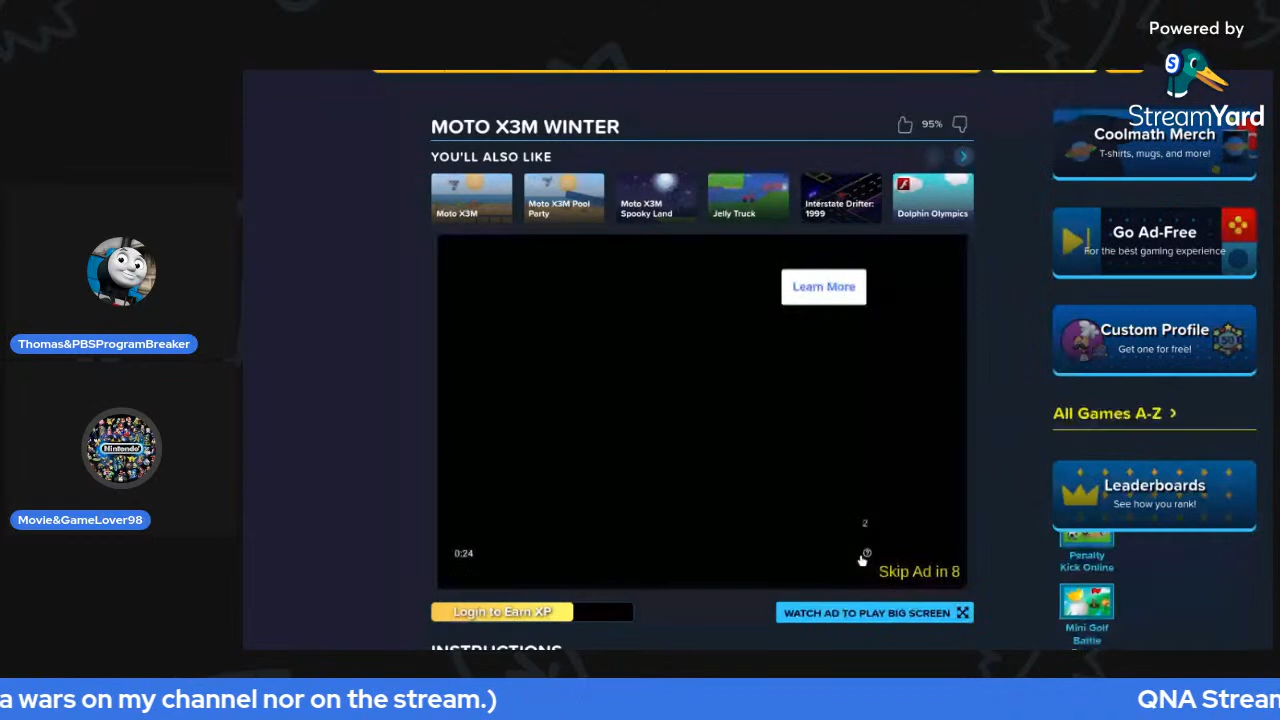 Powered by
StreamYard
MOTO X3M WINTER
95%
YOU'LL ALSO LIKE
Moto X3M
Moto X3M Pool
Party
Moto X3M
Spooky Land
Jelly Truck
Interstate Drifter:
1999
Dolphin Olympics
Learn More
2
0:24
Skip Ad in 8
Login to Earn XP
WATCH AD TO PLAY BIG SCREEN
INSTRUCTIONS
Coolmath Merch
T-shirts, mugs, and more!
Go Ad-Free
For the best gaming experience
Custom Profile
Get one for free!
All Games A-Z >
Leaderboards
See how you rank!
Penalty
Kick Online
Mini Golf
Battle
Thomas&PBSProgramBreaker
Nintendo
Movie&GameLover98
a wars on my channel nor on the stream.)
QNA Strean